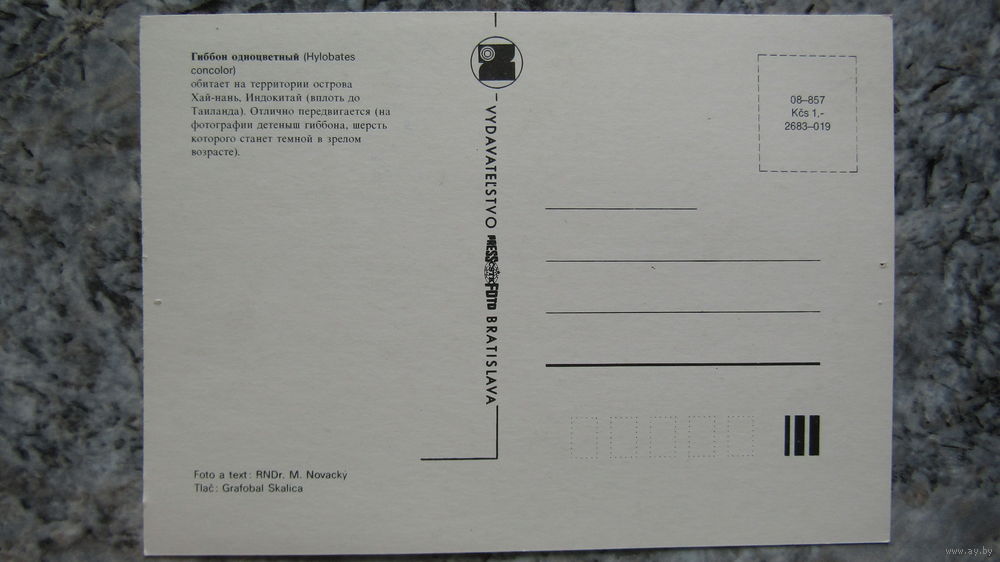 Гиббон одноцветный (Hylobates
concolor)
обитает на территории острова
Хай-нань, Индокитай (вплоть до
Таиланда). Отлично передвигается (на
фотографии детеныш гиббона, шерсть
которого станет темной в зрелом
возрасте).
VYDAVATEĽSTVO PRESSFOTO BRATISLAVA
08–857
Kčs 1,-
2683–019
Foto a text: RNDr. M. Novacký
Tlač: Grafobal Skalica
www.ay.by